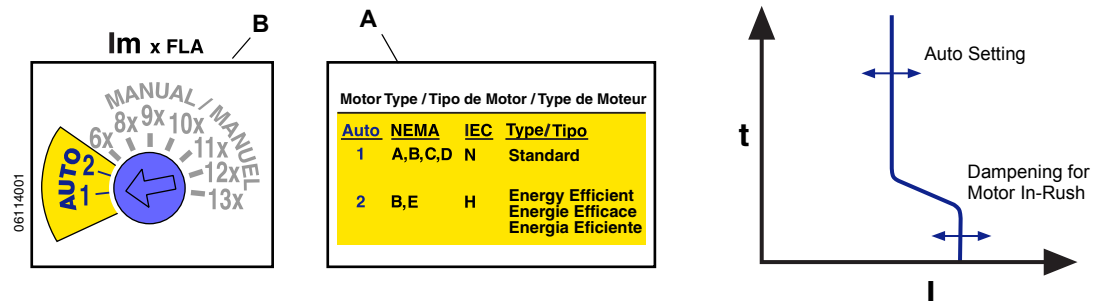 B
Im x FLA
MANUAL / MANUEL
6x 8x 9x 10x 11x 12x 13x
AUTO
2
1
06114001
A
Motor Type / Tipo de Motor / Type de Moteur
Auto NEMA IEC Type/Tipo
1 A,B,C,D N Standard
2 B,E H Energy Efficient
Energie Efficace
Energia Eficiente
t
Auto Setting
Dampening for
Motor In-Rush
I